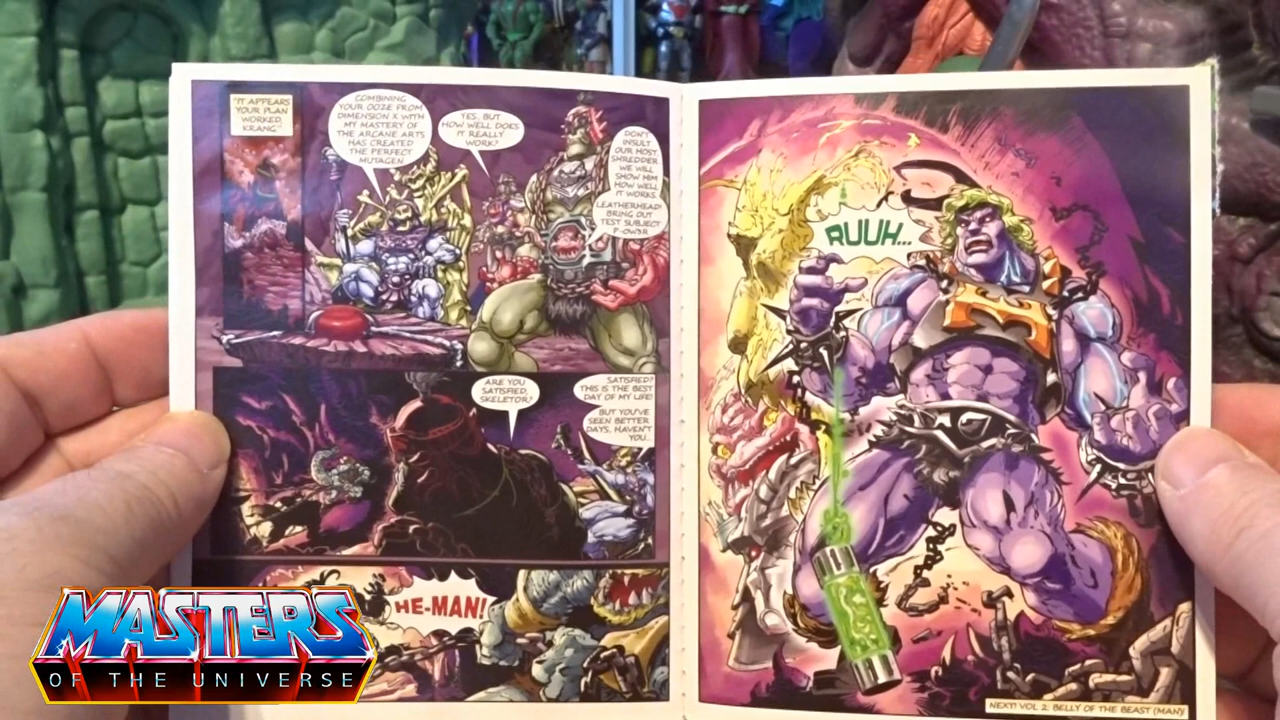 "IT APPEARS
YOUR PLAN
WORKED,
KRANG."
COMBINING
YOUR OOZE FROM
DIMENSION X WITH
MY MASTERY OF
THE ARCANE ARTS
HAS CREATED
THE PERFECT
MUTAGEN
YES, BUT
HOW WELL DOES
IT REALLY
WORK?
DON'T
INSULT
OUR HOST,
SHREDDER.
WE WILL
SHOW HIM
HOW WELL
IT WORKS.
LEATHERHEAD!
BRING OUT
TEST SUBJECT
P-OW3R
ARE YOU
SATISFIED,
SKELETOR?
SATISFIED?
THIS IS THE BEST
DAY OF MY LIFE!
BUT YOU'VE
SEEN BETTER
DAYS, HAVEN'T
YOU...
HE-MAN!
RUUH...
NEXT! VOL 2: BELLY OF THE BEAST (MAN)!
MASTERS
OF THE UNIVERSE